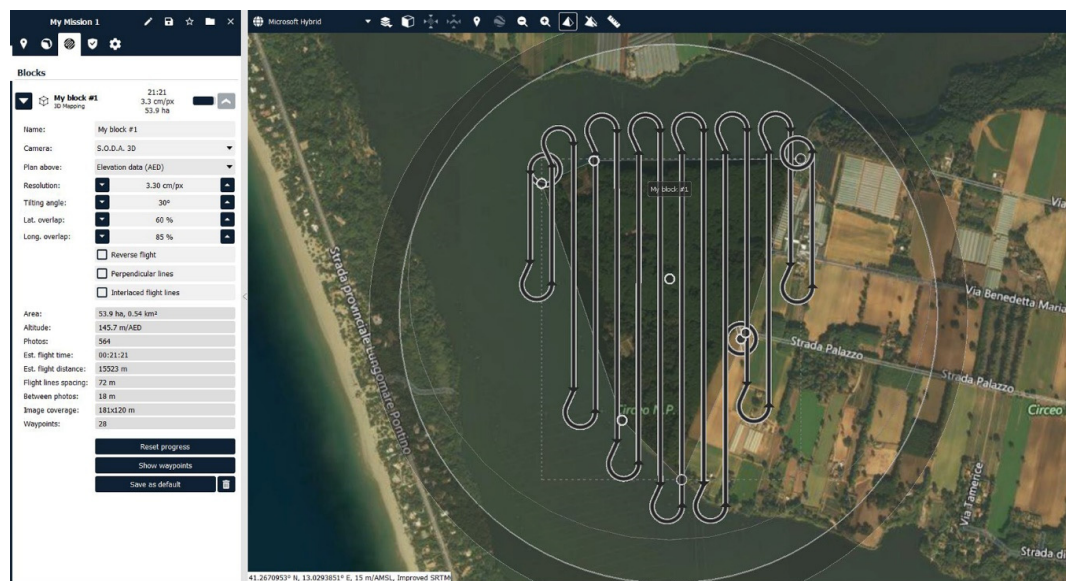 My Mission 1
Microsoft Hybrid
Blocks
My block #1
3D Mapping
21:21
3.3 cm/px
53.9 ha
Name: My block #1
Camera: S.O.D.A. 3D
Plan above: Elevation data (AED)
Resolution: 3.30 cm/px
Tilting angle: 30°
Lat. overlap: 60 %
Long. overlap: 85 %
Reverse flight
Perpendicular lines
Interlaced flight lines
Area: 53.9 ha, 0.54 km²
Altitude: 145.7 m/AED
Photos: 564
Est. flight time: 00:21:21
Est. flight distance: 15523 m
Flight lines spacing: 72 m
Between photos: 18 m
Image coverage: 181x120 m
Waypoints: 28
Reset progress
Show waypoints
Save as default
My block #1
Strada provinciale Lungomare Pontino
Via
Via Benedetta Maria
Strada Palazzo
Strada Palazzo
Circeo N.P.
Circeo
Via Tamerice
Strada di
41.2670953° N, 13.0293851° E, 15 m/AMSL, Improved SRTM